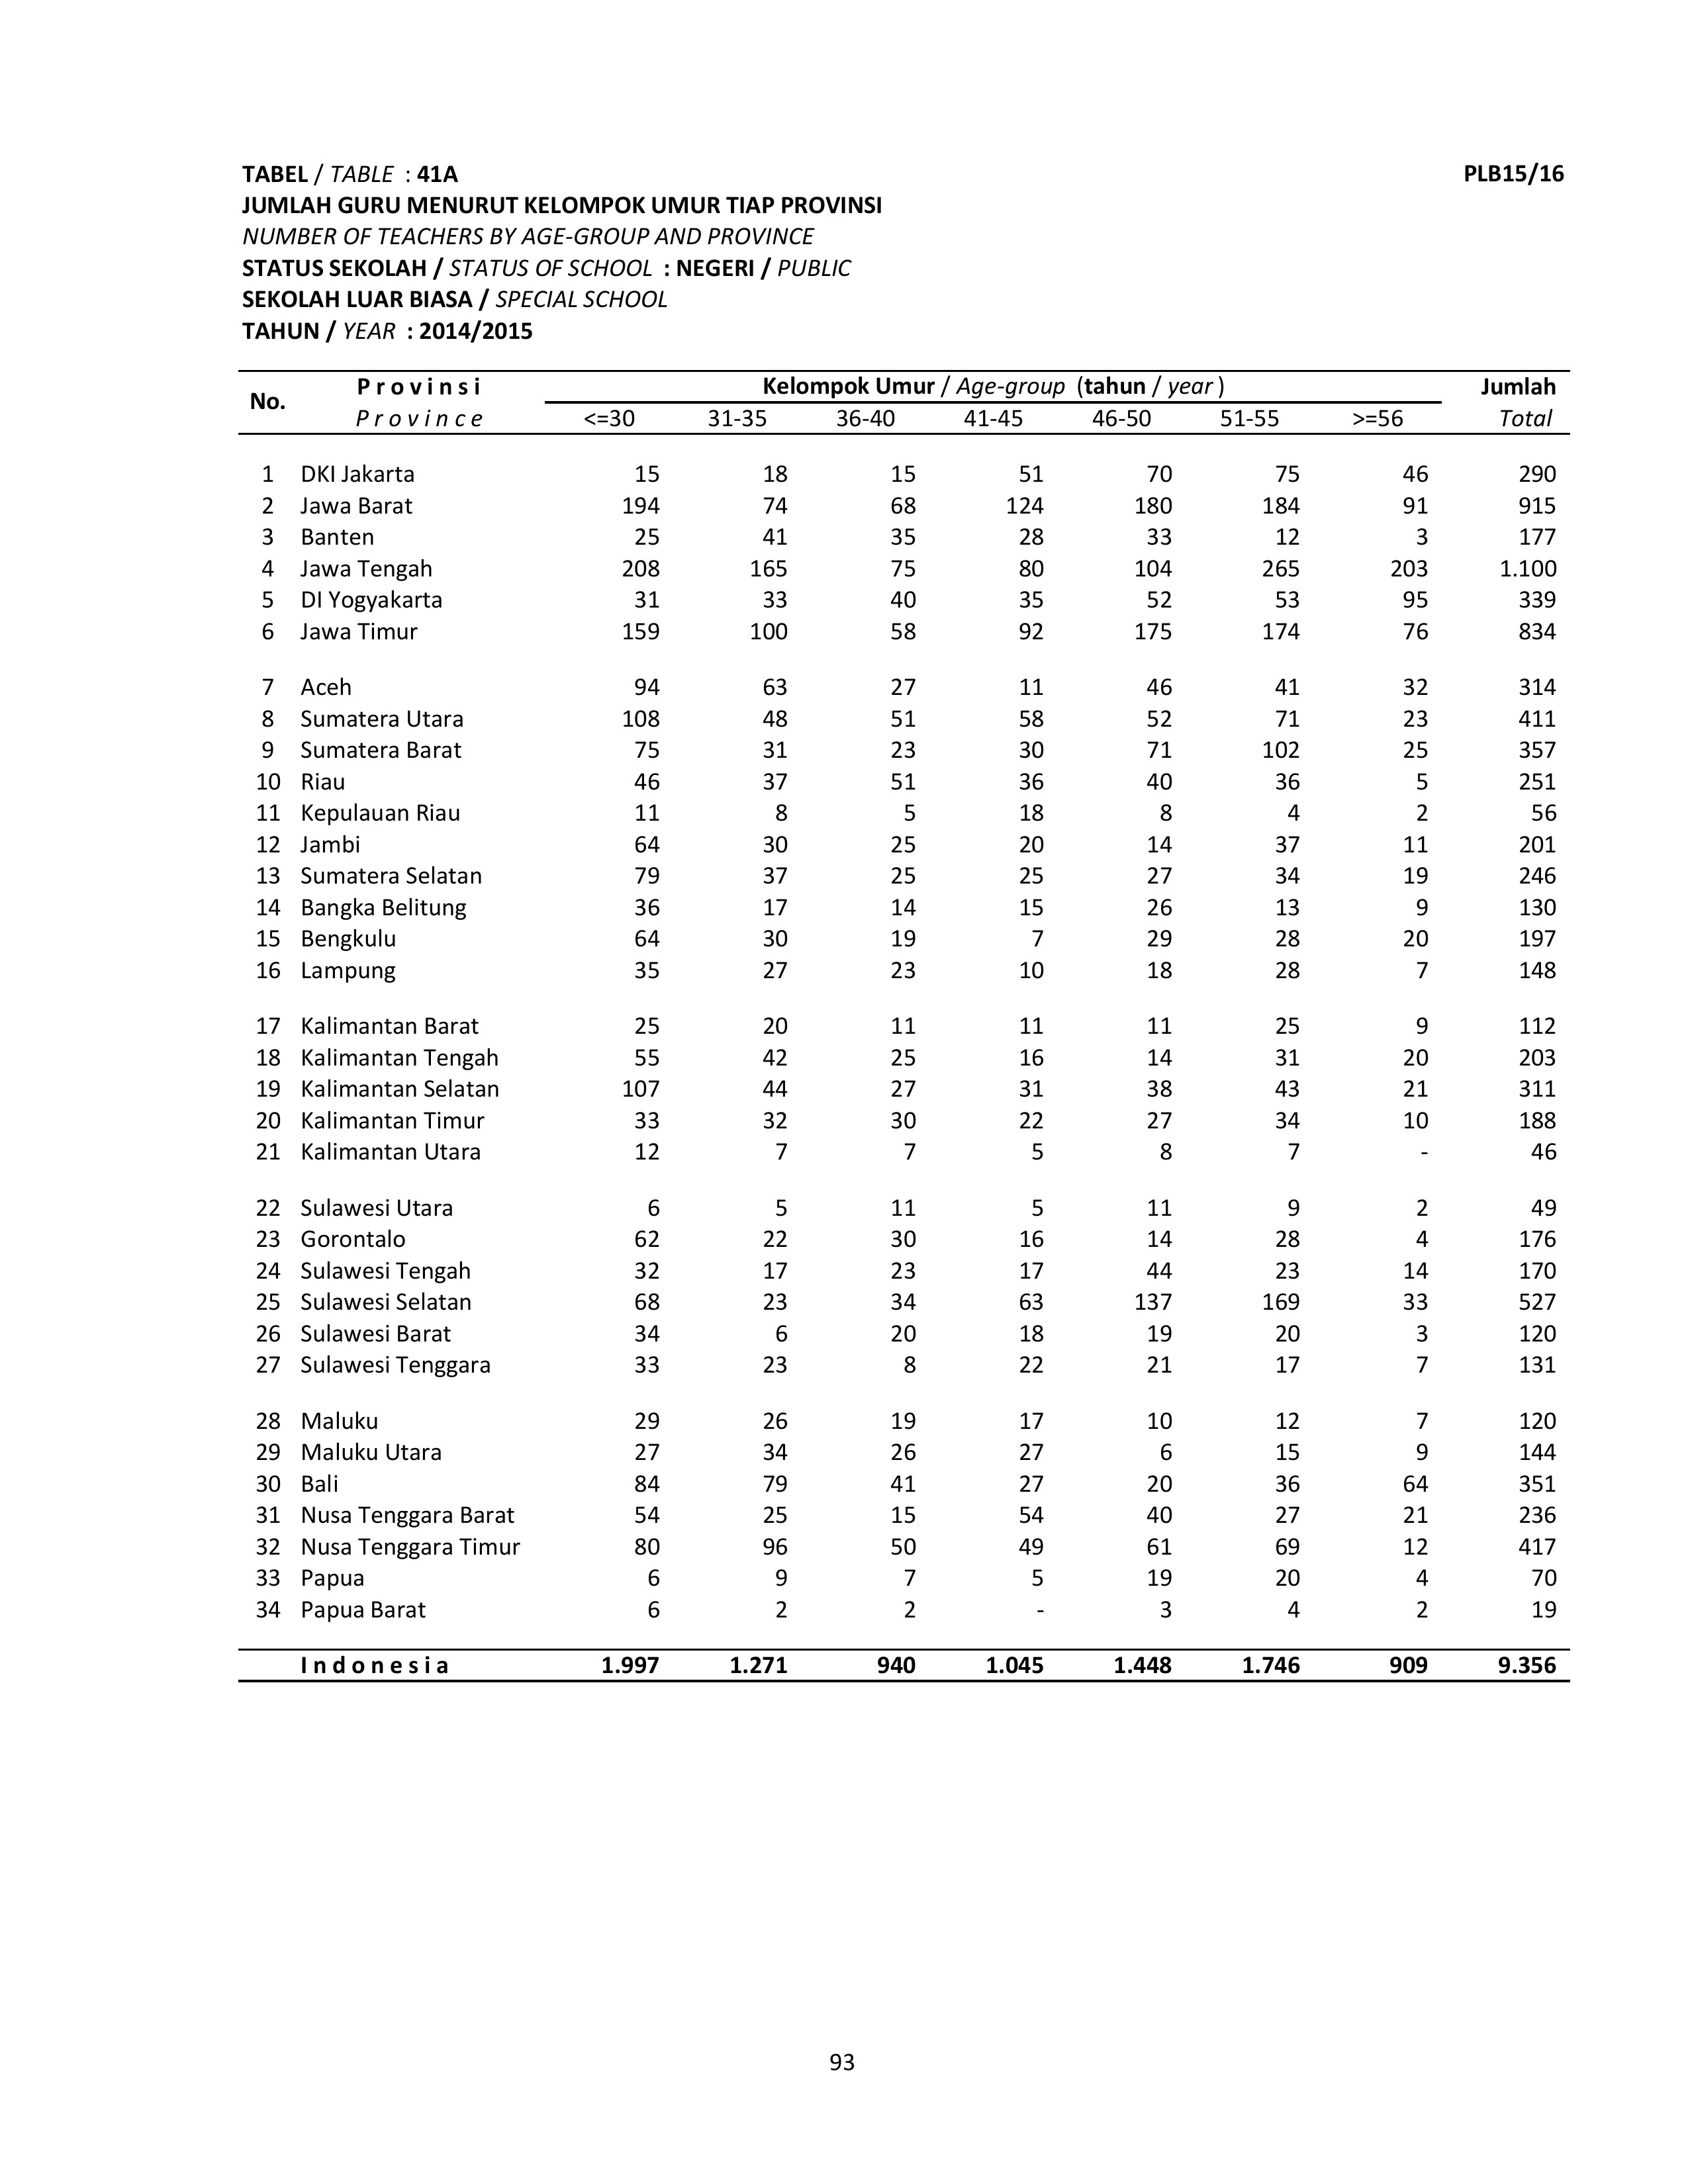 TABEL / TABLE : 41A PLB15/16
JUMLAH GURU MENURUT KELOMPOK UMUR TIAP PROVINSI
NUMBER OF TEACHERS BY AGE-GROUP AND PROVINCE
STATUS SEKOLAH / STATUS OF SCHOOL : NEGERI / PUBLIC
SEKOLAH LUAR BIASA / SPECIAL SCHOOL
TAHUN / YEAR : 2014/2015
No. Provinsi Kelompok Umur / Age-group (tahun / year) Jumlah
Province <=30 31-35 36-40 41-45 46-50 51-55 >=56 Total
1 DKI Jakarta 15 18 15 51 70 75 46 290
2 Jawa Barat 194 74 68 124 180 184 91 915
3 Banten 25 41 35 28 33 12 3 177
4 Jawa Tengah 208 165 75 80 104 265 203 1.100
5 DI Yogyakarta 31 33 40 35 52 53 95 339
6 Jawa Timur 159 100 58 92 175 174 76 834
7 Aceh 94 63 27 11 46 41 32 314
8 Sumatera Utara 108 48 51 58 52 71 23 411
9 Sumatera Barat 75 31 23 30 71 102 25 357
10 Riau 46 37 51 36 40 36 5 251
11 Kepulauan Riau 11 8 5 18 8 4 2 56
12 Jambi 64 30 25 20 14 37 11 201
13 Sumatera Selatan 79 37 25 25 27 34 19 246
14 Bangka Belitung 36 17 14 15 26 13 9 130
15 Bengkulu 64 30 19 7 29 28 20 197
16 Lampung 35 27 23 10 18 28 7 148
17 Kalimantan Barat 25 20 11 11 11 25 9 112
18 Kalimantan Tengah 55 42 25 16 14 31 20 203
19 Kalimantan Selatan 107 44 27 31 38 43 21 311
20 Kalimantan Timur 33 32 30 22 27 34 10 188
21 Kalimantan Utara 12 7 7 5 8 7 - 46
22 Sulawesi Utara 6 5 11 5 11 9 2 49
23 Gorontalo 62 22 30 16 14 28 4 176
24 Sulawesi Tengah 32 17 23 17 44 23 14 170
25 Sulawesi Selatan 68 23 34 63 137 169 33 527
26 Sulawesi Barat 34 6 20 18 19 20 3 120
27 Sulawesi Tenggara 33 23 8 22 21 17 7 131
28 Maluku 29 26 19 17 10 12 7 120
29 Maluku Utara 27 34 26 27 6 15 9 144
30 Bali 84 79 41 27 20 36 64 351
31 Nusa Tenggara Barat 54 25 15 54 40 27 21 236
32 Nusa Tenggara Timur 80 96 50 49 61 69 12 417
33 Papua 6 9 7 5 19 20 4 70
34 Papua Barat 6 2 2 - 3 4 2 19
Indonesia 1.997 1.271 940 1.045 1.448 1.746 909 9.356
93